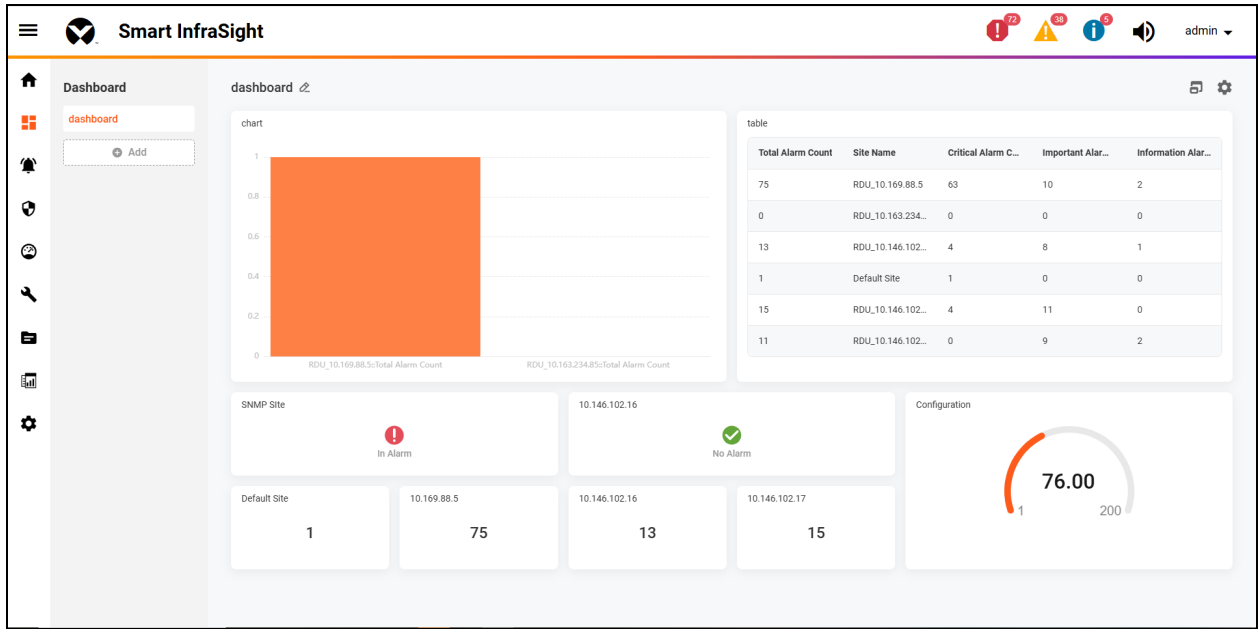 Smart InfraSight
72
38
5
admin
Dashboard
dashboard
Add
dashboard
chart
1
0.8
0.6
0.4
0.2
0
RDU_10.169.88.5::Total Alarm Count
RDU_10.163.234.85::Total Alarm Count
table
Total Alarm Count Site Name Critical Alarm C... Important Alar... Information Alar...
75 RDU_10.169.88.5 63 10 2
0 RDU_10.163.234... 0 0 0
13 RDU_10.146.102... 4 8 1
1 Default Site 1 0 0
15 RDU_10.146.102... 4 11 0
11 RDU_10.146.102... 0 9 2
SNMP SIte
In Alarm
10.146.102.16
No Alarm
Configuration
76.00
1
200
Default Site
1
10.169.88.5
75
10.146.102.16
13
10.146.102.17
15